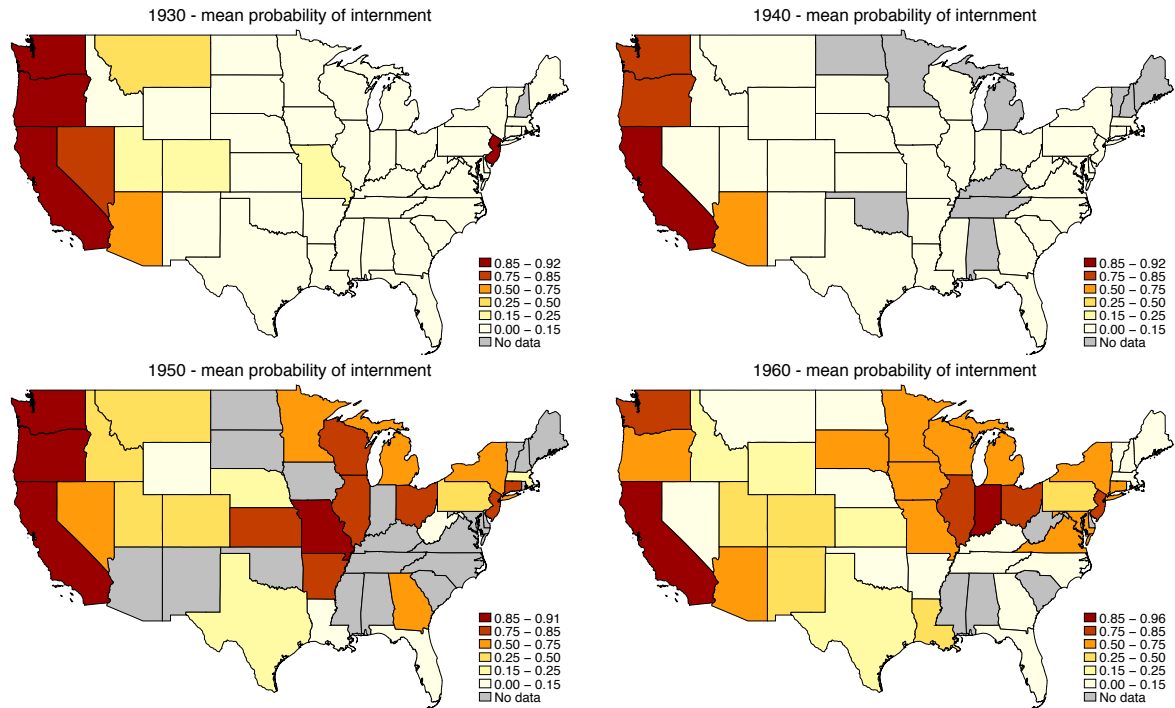 1930 - mean probability of internment
0.85 − 0.92
0.75 − 0.85
0.50 − 0.75
0.25 − 0.50
0.15 − 0.25
0.00 − 0.15
No data
1940 - mean probability of internment
0.85 − 0.92
0.75 − 0.85
0.50 − 0.75
0.25 − 0.50
0.15 − 0.25
0.00 − 0.15
No data
1950 - mean probability of internment
0.85 − 0.91
0.75 − 0.85
0.50 − 0.75
0.25 − 0.50
0.15 − 0.25
0.00 − 0.15
No data
1960 - mean probability of internment
0.85 − 0.96
0.75 − 0.85
0.50 − 0.75
0.25 − 0.50
0.15 − 0.25
0.00 − 0.15
No data